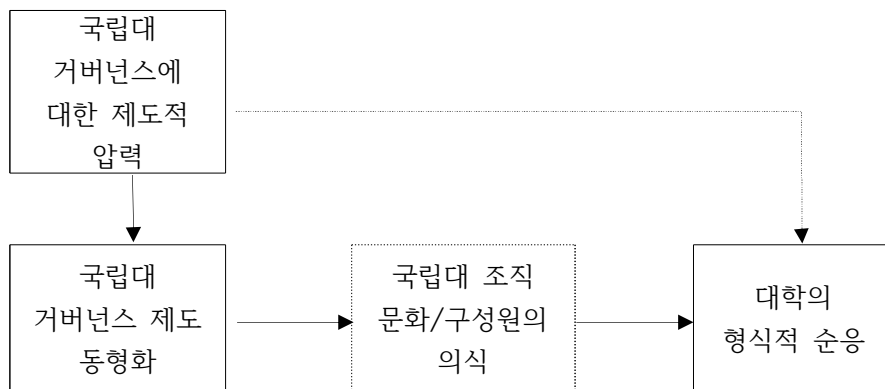 국립대
거버넌스에
대한 제도적
압력
국립대
거버넌스 제도
동형화
국립대 조직
문화/구성원의
의식
대학의
형식적 순응